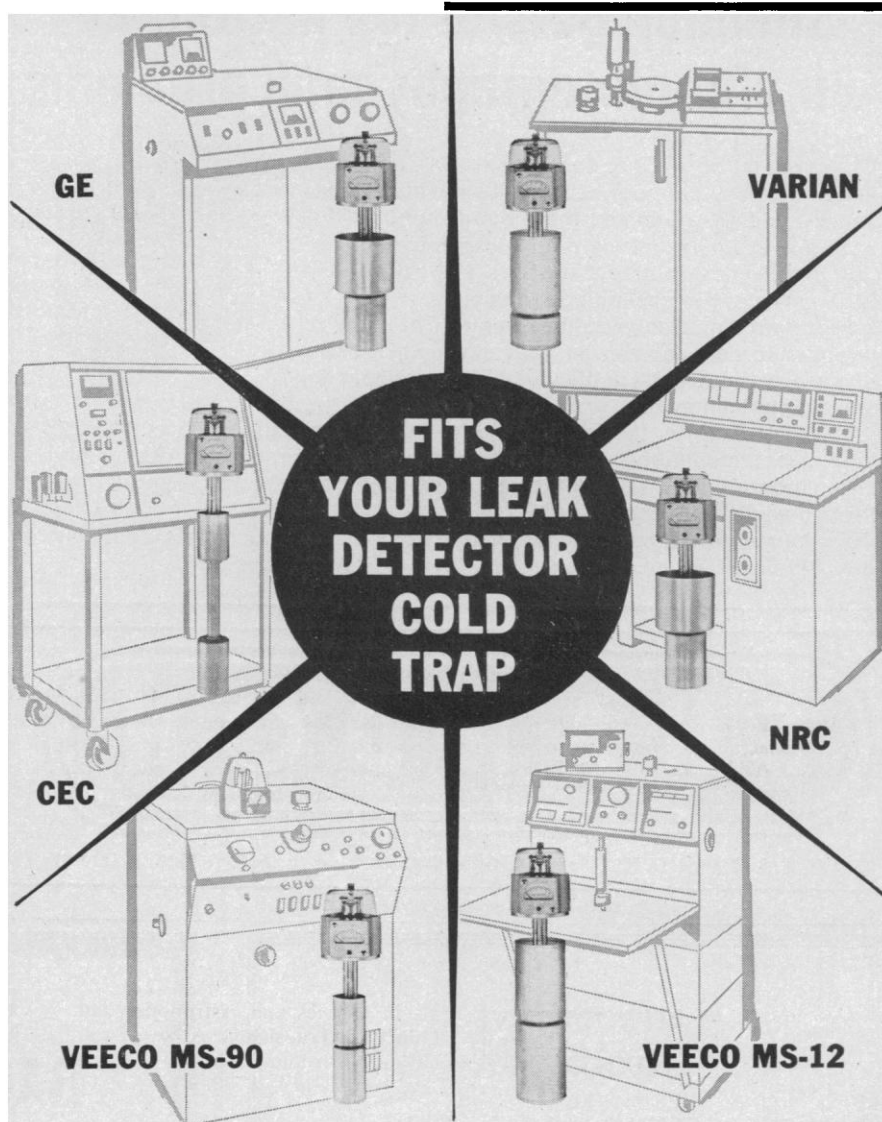 GE
VARIAN
FITS
YOUR LEAK
DETECTOR
COLD
TRAP
CEC
NRC
VEECO MS-90
VEECO MS-12